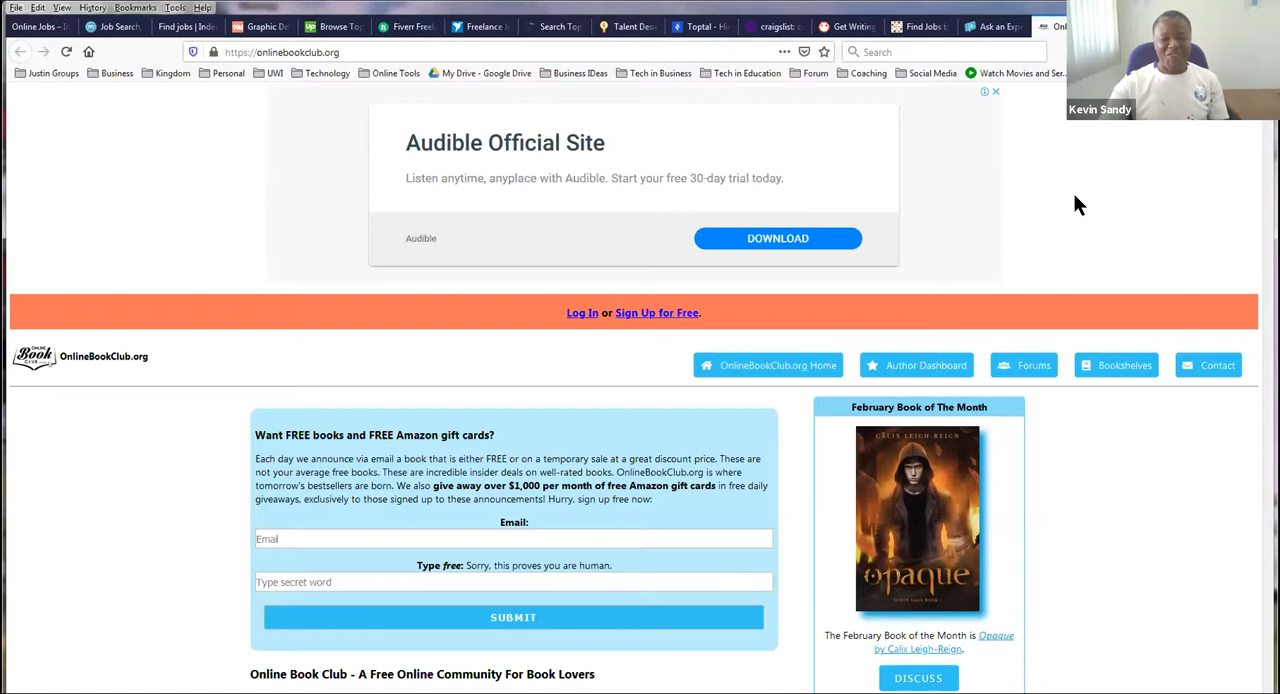 File Edit View History Bookmarks Tools Help
Online Jobs – Job Search, Find jobs | Inde Graphic De Browse Top Fiverr Freel Freelance Search Top Talent Desi Toptal - Hi craigslist: c Get Writing Find Jobs Ask an Exp Onl
https://onlinebookclub.org
Search
Justin Groups Business Kingdom Personal UWI Technology Online Tools My Drive - Google Drive Business IDeas Tech in Business Tech in Education Forum Coaching Social Media Watch Movies and Ser...
Kevin Sandy
Audible Official Site
Listen anytime, anyplace with Audible. Start your free 30-day trial today.
Audible
DOWNLOAD
Log In or Sign Up for Free.
ONLINE Book CLUB
OnlineBookClub.org
OnlineBookClub.org Home
Author Dashboard
Forums
Bookshelves
Contact
Want FREE books and FREE Amazon gift cards?
Each day we announce via email a book that is either FREE or on a temporary sale at a great discount price. These are
not your average free books. These are incredible insider deals on well-rated books. OnlineBookClub.org is where
tomorrow's bestsellers are born. We also give away over $1,000 per month of free Amazon gift cards in free daily
giveaways, exclusively to those signed up to these announcements! Hurry, sign up free now:
Email:
Email
Type free: Sorry, this proves you are human.
Type secret word
SUBMIT
Online Book Club - A Free Online Community For Book Lovers
February Book of The Month
CALIX LEIGH-REIGN
opaque
The February Book of the Month is Opaque
by Calix Leigh-Reign.
DISCUSS